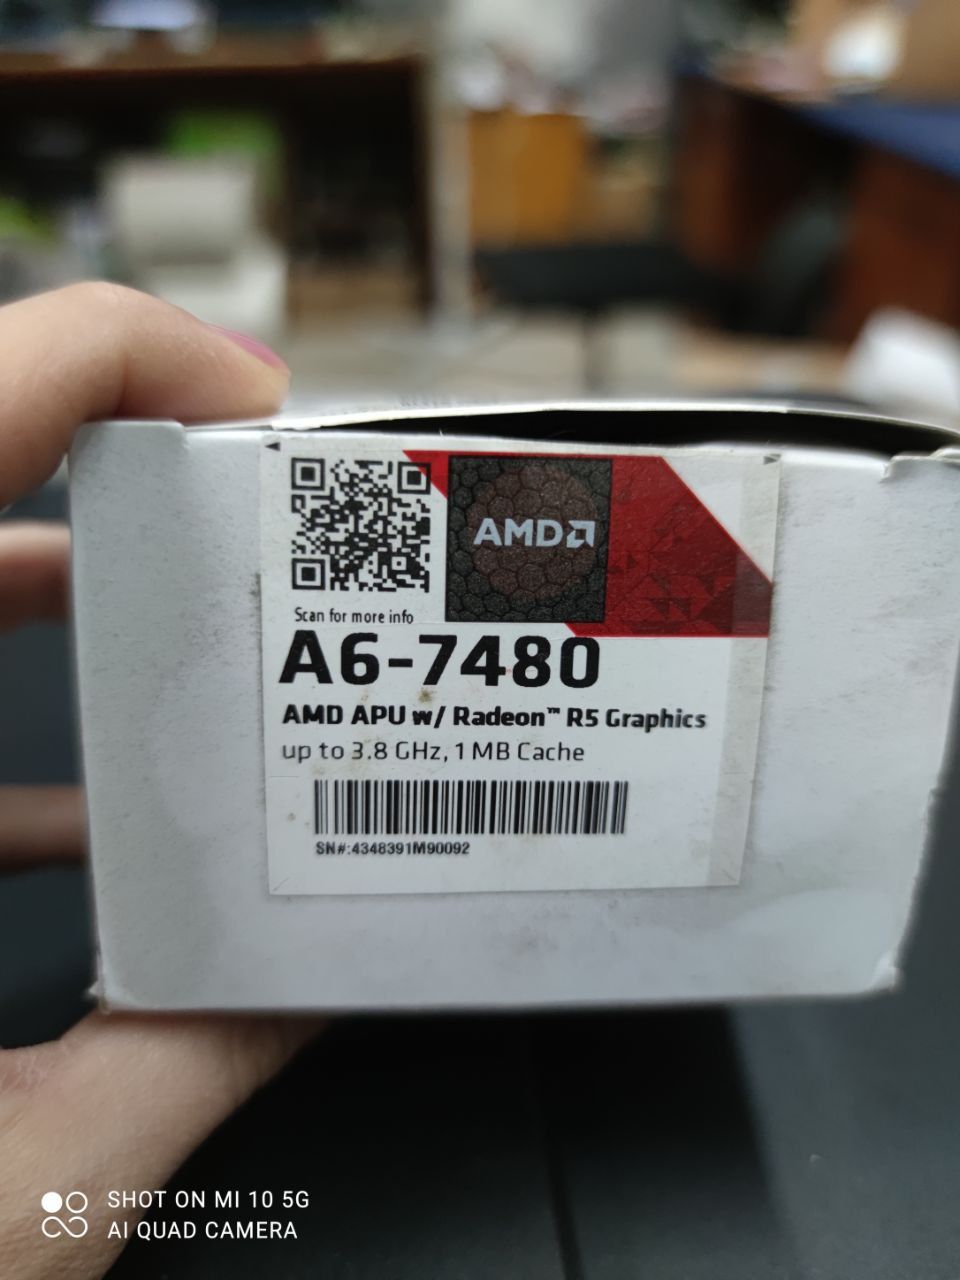 AMD
Scan for more info
A6-7480
AMD APU w/ Radeon™ R5 Graphics
up to 3.8 GHz, 1 MB Cache
SN#:4348391M90092
SHOT ON MI 10 5G
AI QUAD CAMERA